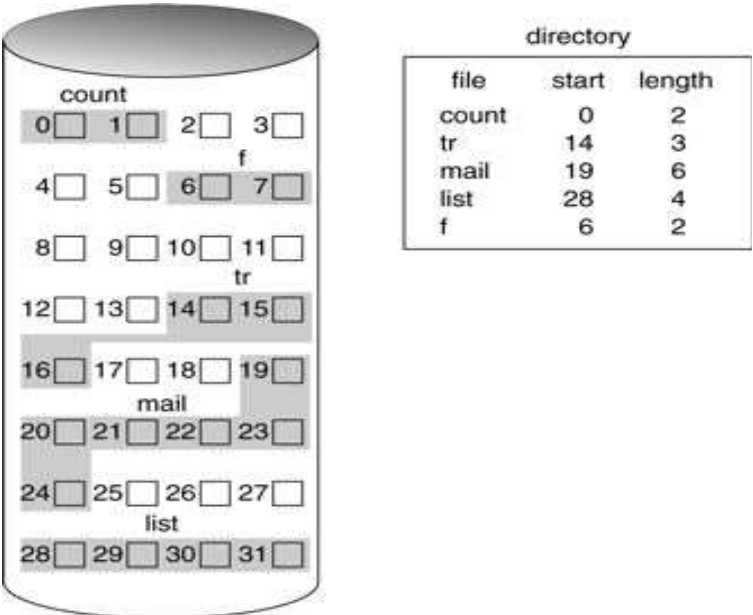 count
0 1 2 3
f
4 5 6 7
8 9 10 11
tr
12 13 14 15
16 17 18 19
mail
20 21 22 23
24 25 26 27
list
28 29 30 31
directory
file start length
count 0 2
tr 14 3
mail 19 6
list 28 4
f 6 2